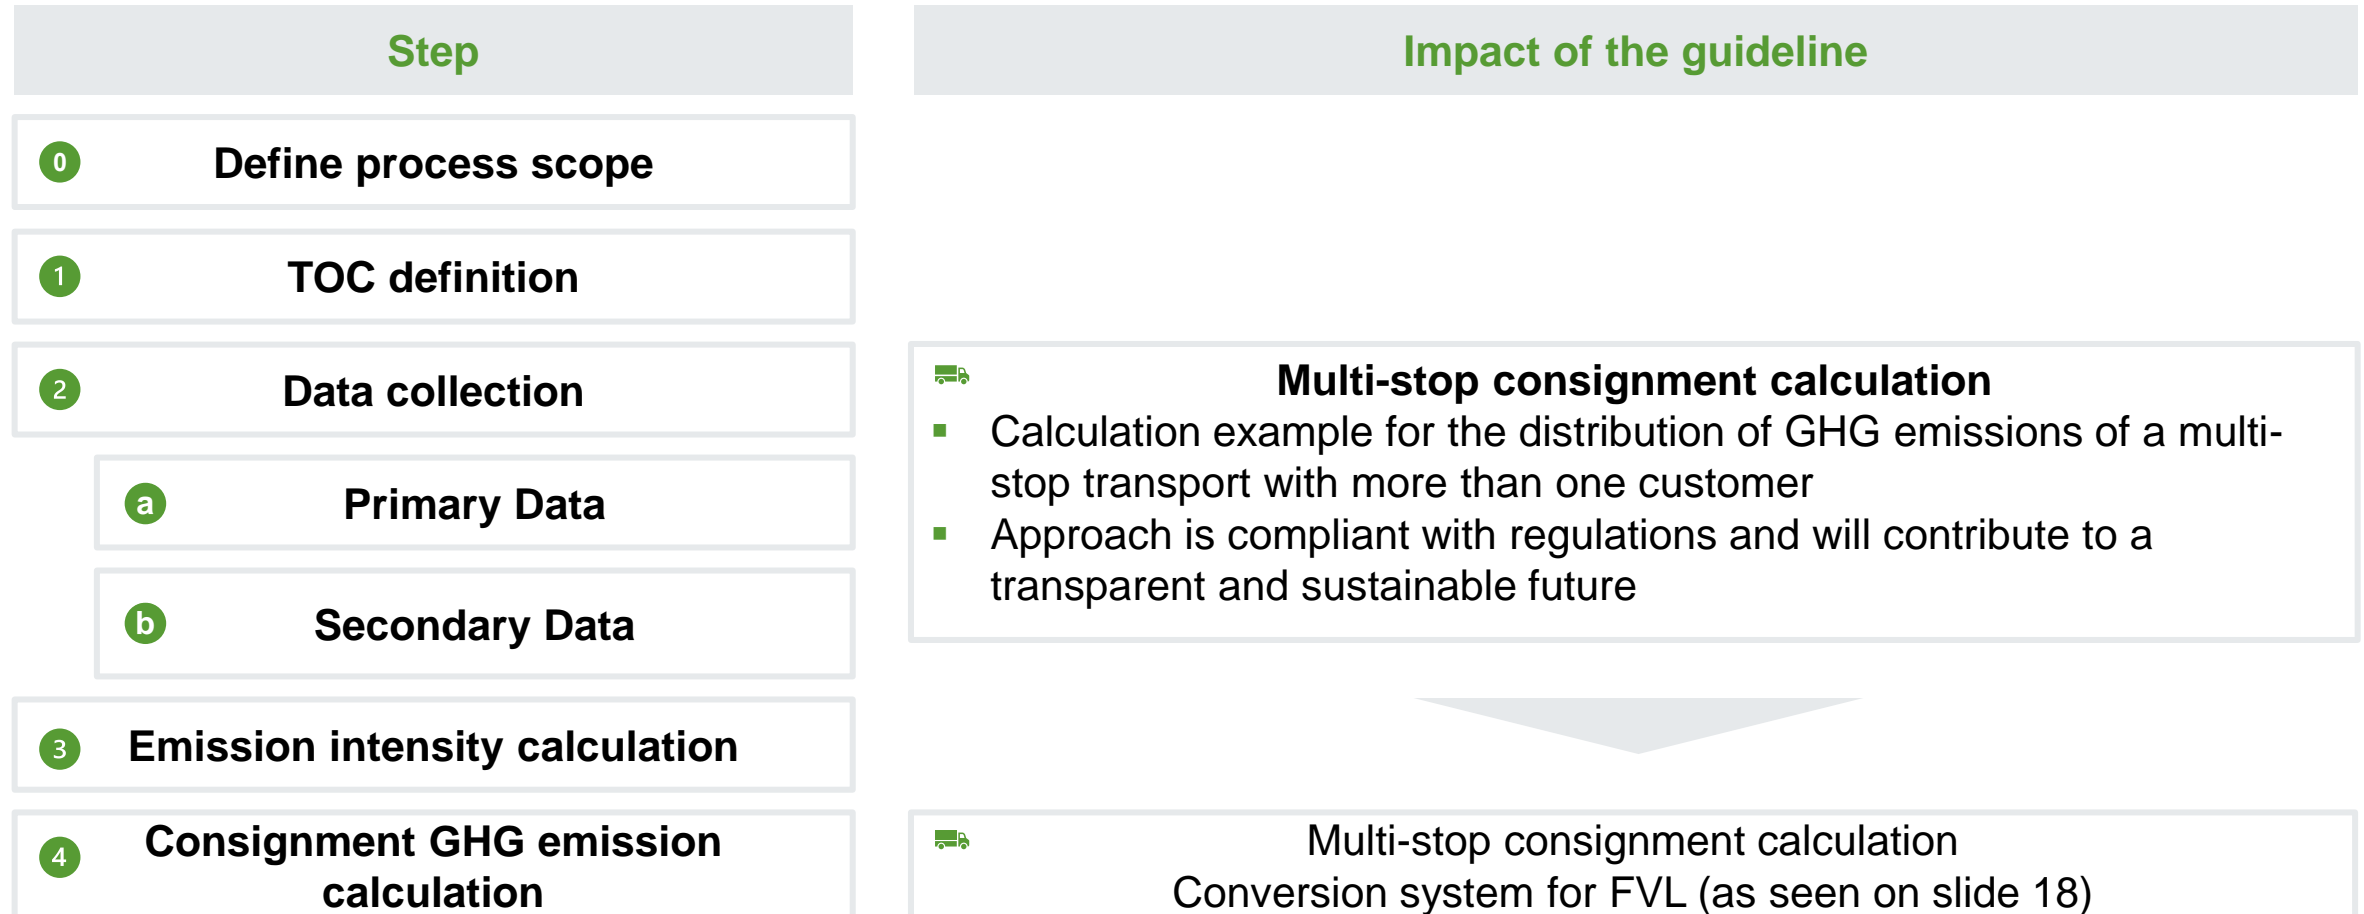 Step
Impact of the guideline
0
Define process scope
1
TOC definition
2
Data collection
a
Primary Data
b
Secondary Data
Multi-stop consignment calculation
Calculation example for the distribution of GHG emissions of a multi-
stop transport with more than one customer
Approach is compliant with regulations and will contribute to a
transparent and sustainable future
3
Emission intensity calculation
4
Consignment GHG emission
calculation
Multi-stop consignment calculation
Conversion system for FVL (as seen on slide 18)